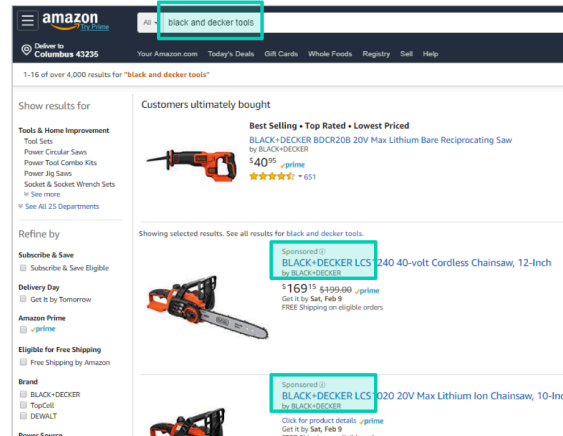 amazon
Try Prime
All
black and decker tools
Deliver to
Columbus 43235
Your Amazon.com Today's Deals Gift Cards Whole Foods Registry Sell Help
1-16 of over 4,000 results for "black and decker tools"
Show results for
Customers ultimately bought
Tools & Home Improvement
Tool Sets
Power Circular Saws
Power Tool Combo Kits
Power Jig Saws
Socket & Socket Wrench Sets
See more
See All 25 Departments
Best Selling • Top Rated • Lowest Priced
BLACK+DECKER BDCR20B 20V Max Lithium Bare Reciprocating Saw
by BLACK+DECKER
$4095 prime
651
Refine by
Showing selected results. See all results for black and decker tools.
Subscribe & Save
Subscribe & Save Eligible
Delivery Day
Get It by Tomorrow
Amazon Prime
prime
Eligible for Free Shipping
Free Shipping by Amazon
Brand
BLACK+DECKER
TopCell
DEWALT
Power Source
Sponsored
BLACK+DECKER LCS1240 40-volt Cordless Chainsaw, 12-Inch
by BLACK+DECKER
$16915 $199.00 prime
Get it by Sat, Feb 9
FREE Shipping on eligible orders
Sponsored
BLACK+DECKER LCS1020 20V Max Lithium Ion Chainsaw, 10-Inc
by BLACK+DECKER
Click for product details prime
Get it by Sat, Feb 9